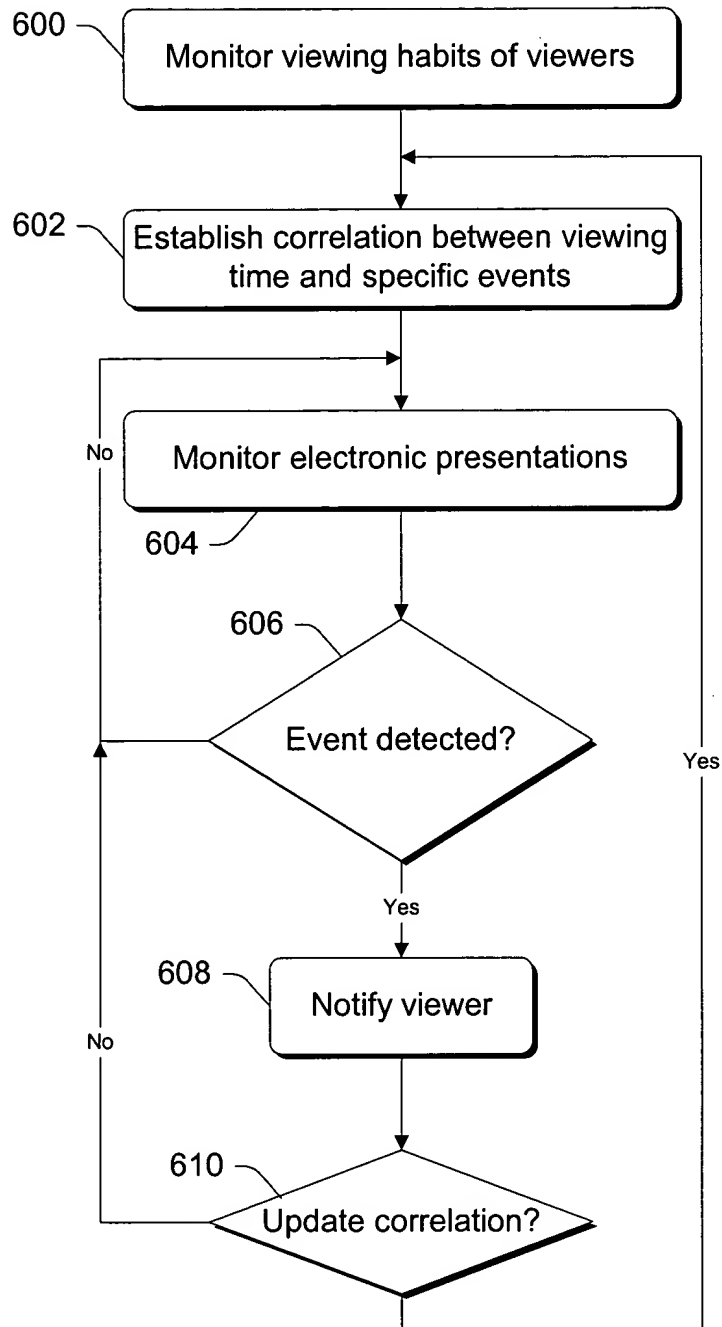 600
Monitor viewing habits of viewers
602
Establish correlation between viewing
time and specific events
No
Monitor electronic presentations
604
606
Event detected?
Yes
Yes
608
Notify viewer
No
610
Update correlation?